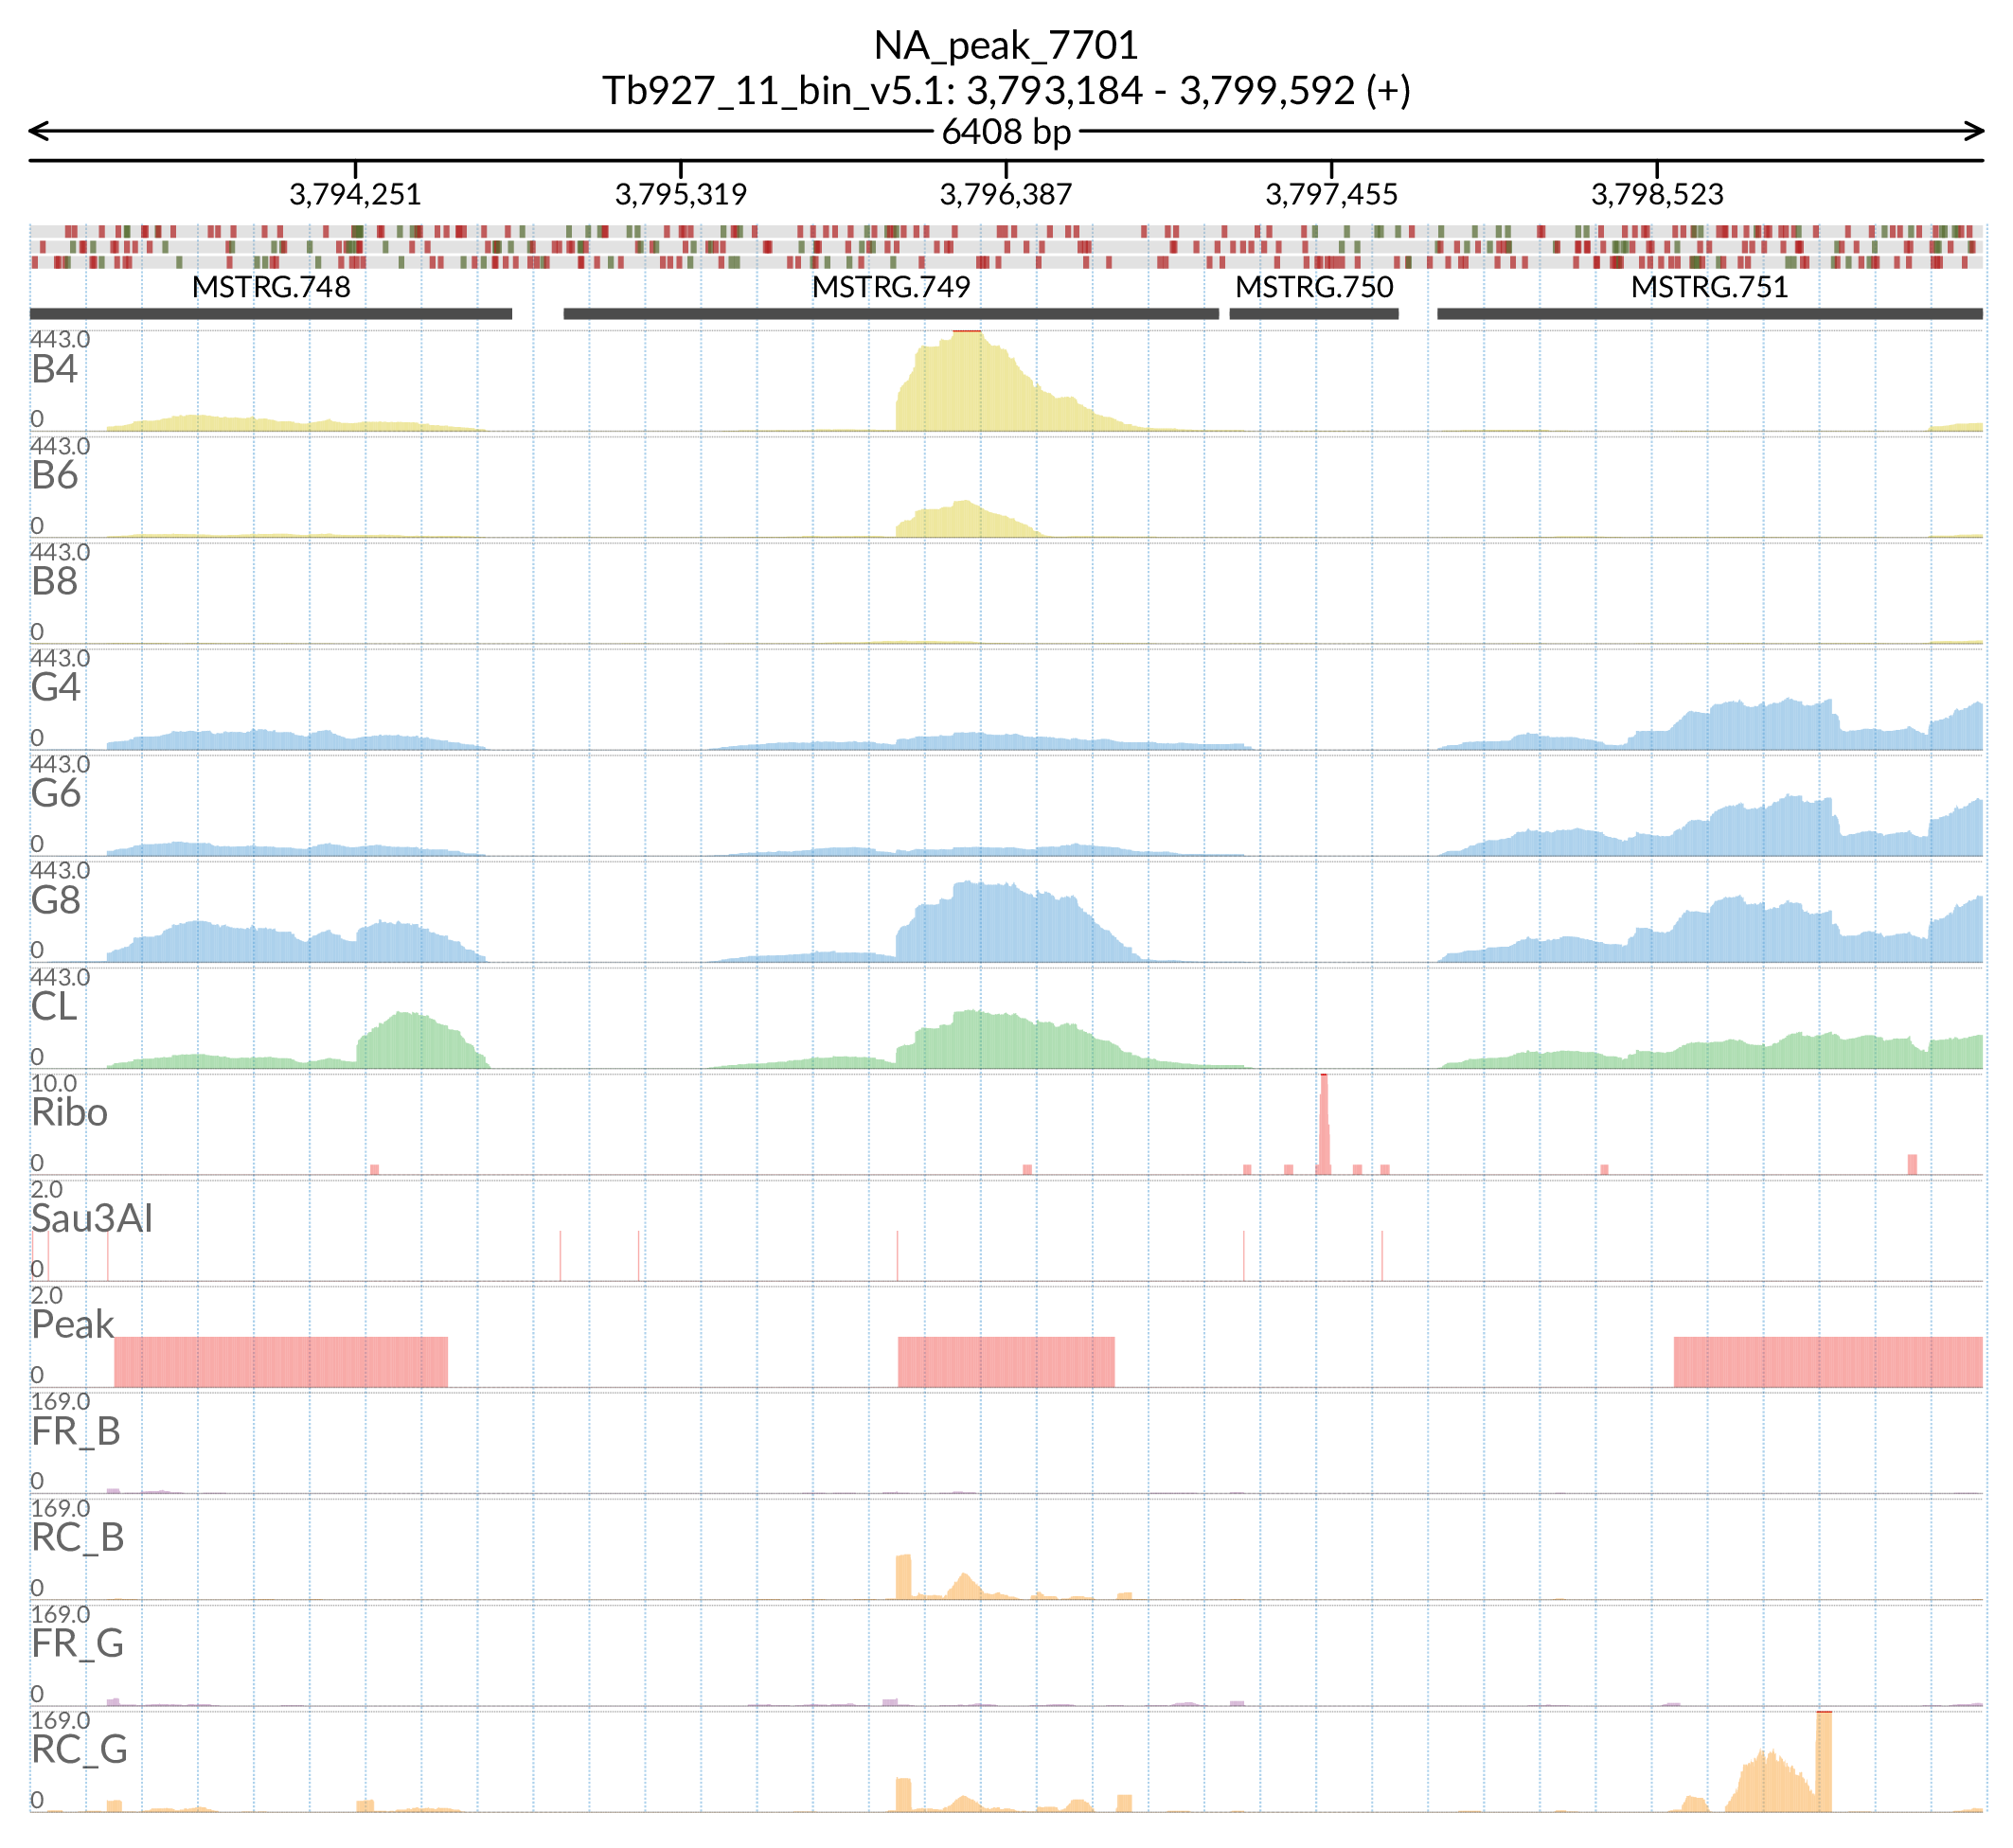 NA_peak_7701
Tb927_11_bin_v5.1: 3,793,184 - 3,799,592 (+)
6408 bp
3,794,251 3,795,319 3,796,387 3,797,455 3,798,523
MSTRG.748 MSTRG.749 MSTRG.750 MSTRG.751
443.0
B4
0
443.0
B6
0
443.0
B8
0
443.0
G4
0
443.0
G6
0
443.0
G8
0
443.0
CL
0
10.0
Ribo
0
2.0
Sau3AI
0
2.0
Peak
0
169.0
FR_B
0
169.0
RC_B
0
169.0
FR_G
0
169.0
RC_G
0